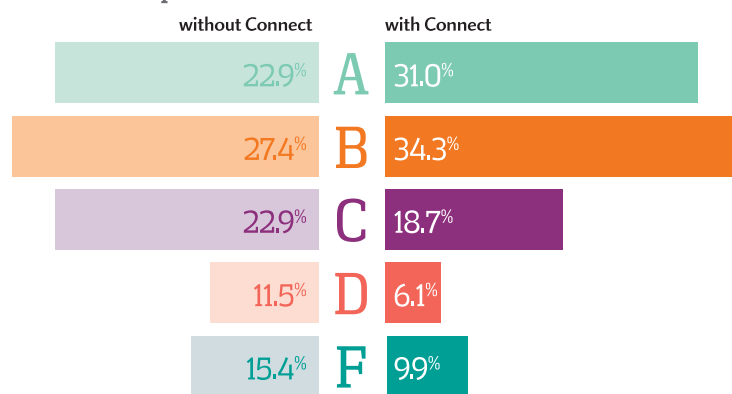 without Connect with Connect
22.9% A 31.0%
27.4% B 34.3%
22.9% C 18.7%
11.5% D 6.1%
15.4% F 9.9%